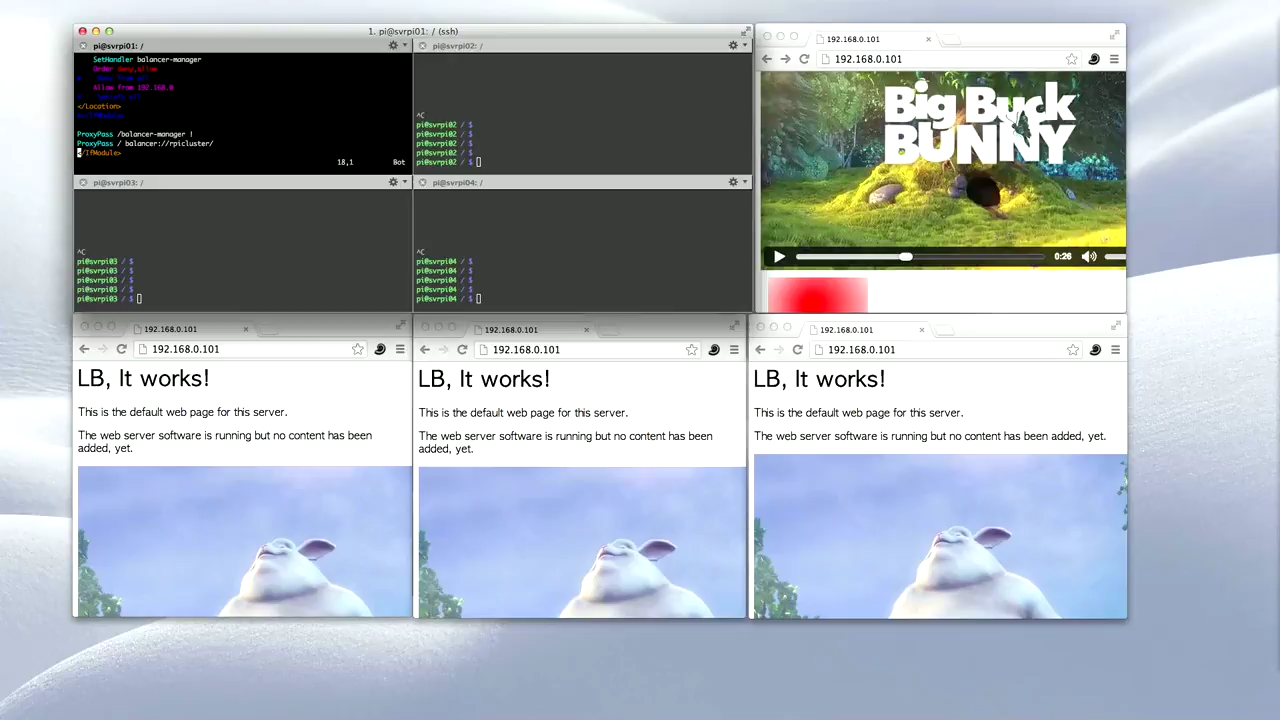 1. pi@svrpi01: / (ssh)
pi@svrpi01: /
SetHandler balancer-manager
Order deny,allow
Allow from 192.168.0
</Location>
ProxyPass /balancer-manager !
ProxyPass / balancer://rpicluster/
</IfModule>
18,1 Bot
pi@svrpi02: /
^C
pi@svrpi02 / $
pi@svrpi02 / $
pi@svrpi02 / $
pi@svrpi02 / $
pi@svrpi02 / $
pi@svrpi03: /
^C
pi@svrpi03 / $
pi@svrpi03 / $
pi@svrpi03 / $
pi@svrpi03 / $
pi@svrpi03 / $
pi@svrpi04: /
^C
pi@svrpi04 / $
pi@svrpi04 / $
pi@svrpi04 / $
pi@svrpi04 / $
pi@svrpi04 / $
192.168.0.101
192.168.0.101
Big Buck
BUNNY
0:26
192.168.0.101
192.168.0.101
LB, It works!
This is the default web page for this server.
The web server software is running but no content has been
added, yet.
192.168.0.101
192.168.0.101
LB, It works!
This is the default web page for this server.
The web server software is running but no content has been
added, yet.
192.168.0.101
192.168.0.101
LB, It works!
This is the default web page for this server.
The web server software is running but no content has been added, yet.